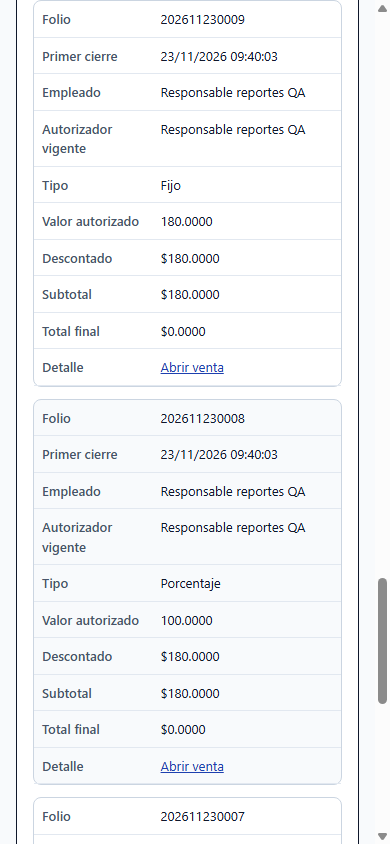 Folio 202611230009
Primer cierre 23/11/2026 09:40:03
Empleado Responsable reportes QA
Autorizador vigente Responsable reportes QA
Tipo Fijo
Valor autorizado 180.0000
Descontado $180.0000
Subtotal $180.0000
Total final $0.0000
Detalle Abrir venta
Folio 202611230008
Primer cierre 23/11/2026 09:40:03
Empleado Responsable reportes QA
Autorizador vigente Responsable reportes QA
Tipo Porcentaje
Valor autorizado 100.0000
Descontado $180.0000
Subtotal $180.0000
Total final $0.0000
Detalle Abrir venta
Folio 202611230007